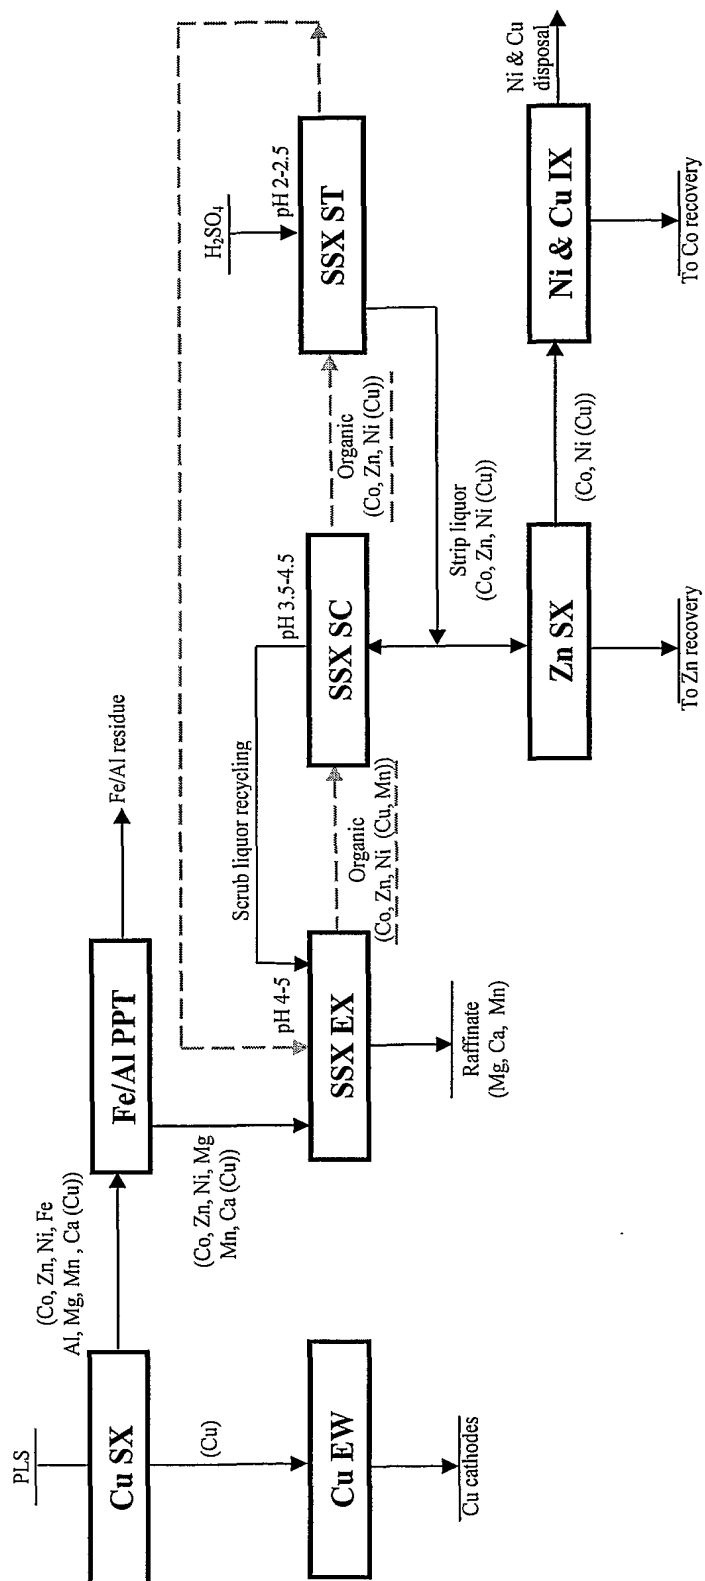 PLS
Cu SX
(Co, Zn, Ni, Fe
Al, Mg, Mn , Ca (Cu))
Fe/Al PPT
Fe/Al residue
(Cu)
Cu EW
Cu cathodes
(Co, Zn, Ni, Mg
Mn, Ca (Cu))
pH 4-5
SSX EX
Raffinate
(Mg, Ca, Mn)
Scrub liquor recycling
Organic
(Co, Zn, Ni (Cu, Mn))
pH 3.5-4.5
SSX SC
Organic
(Co, Zn, Ni (Cu))
H₂SO₄
pH 2-2.5
SSX ST
Strip liquor
(Co, Zn, Ni (Cu))
Zn SX
To Zn recovery
(Co, Ni (Cu))
Ni & Cu IX
Ni & Cu
disposal
To Co recovery